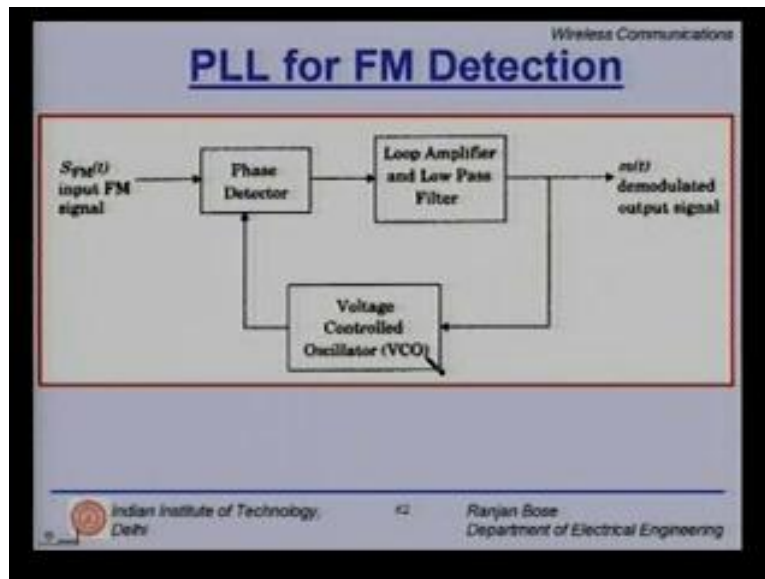 Wireless Communications
PLL for FM Detection
S_FM(t)
input FM
signal
Phase
Detector
Loop Amplifier
and Low Pass
Filter
m(t)
demodulated
output signal
Voltage
Controlled
Oscillator (VCO)
Indian Institute of Technology,
Delhi
Ranjan Bose
Department of Electrical Engineering